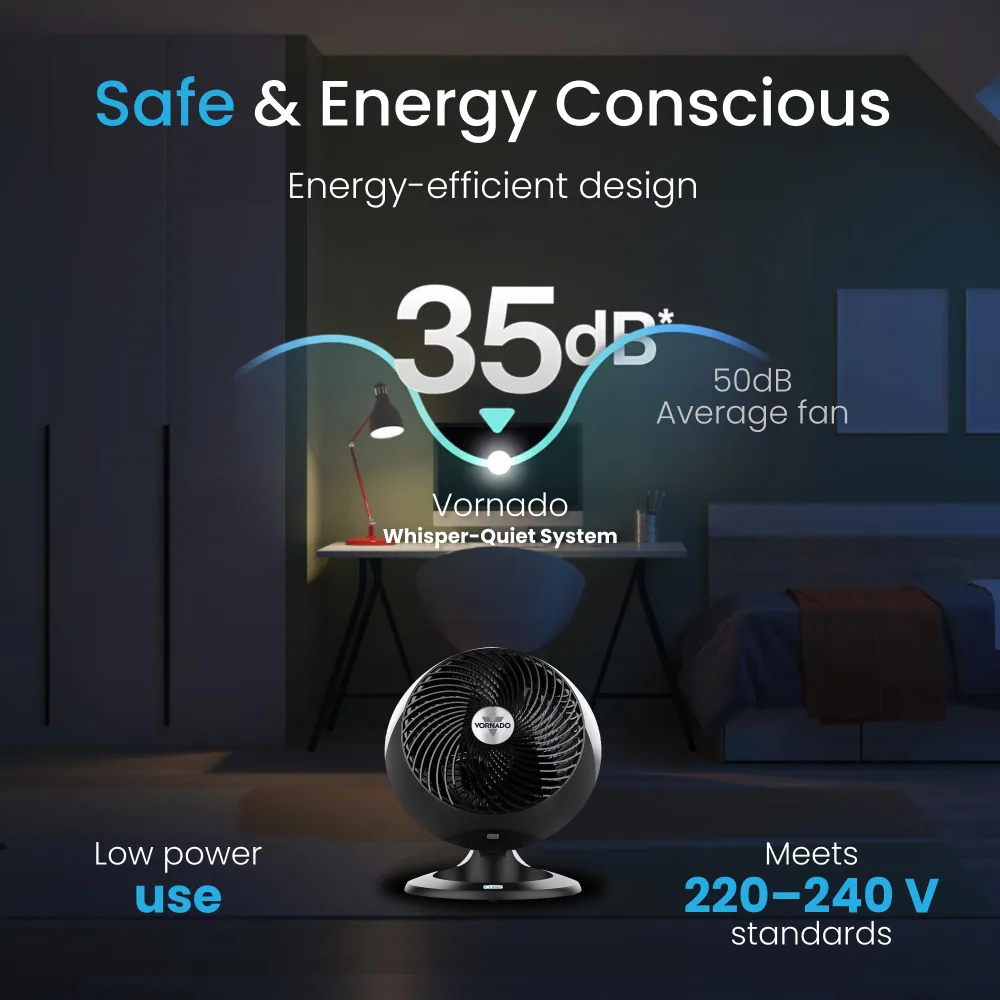 Safe & Energy Conscious
Energy-efficient design
35dB*
50dB
Average fan
Vornado
Whisper-Quiet System
VORNADO
Low power
use
Meets
220–240 V
standards